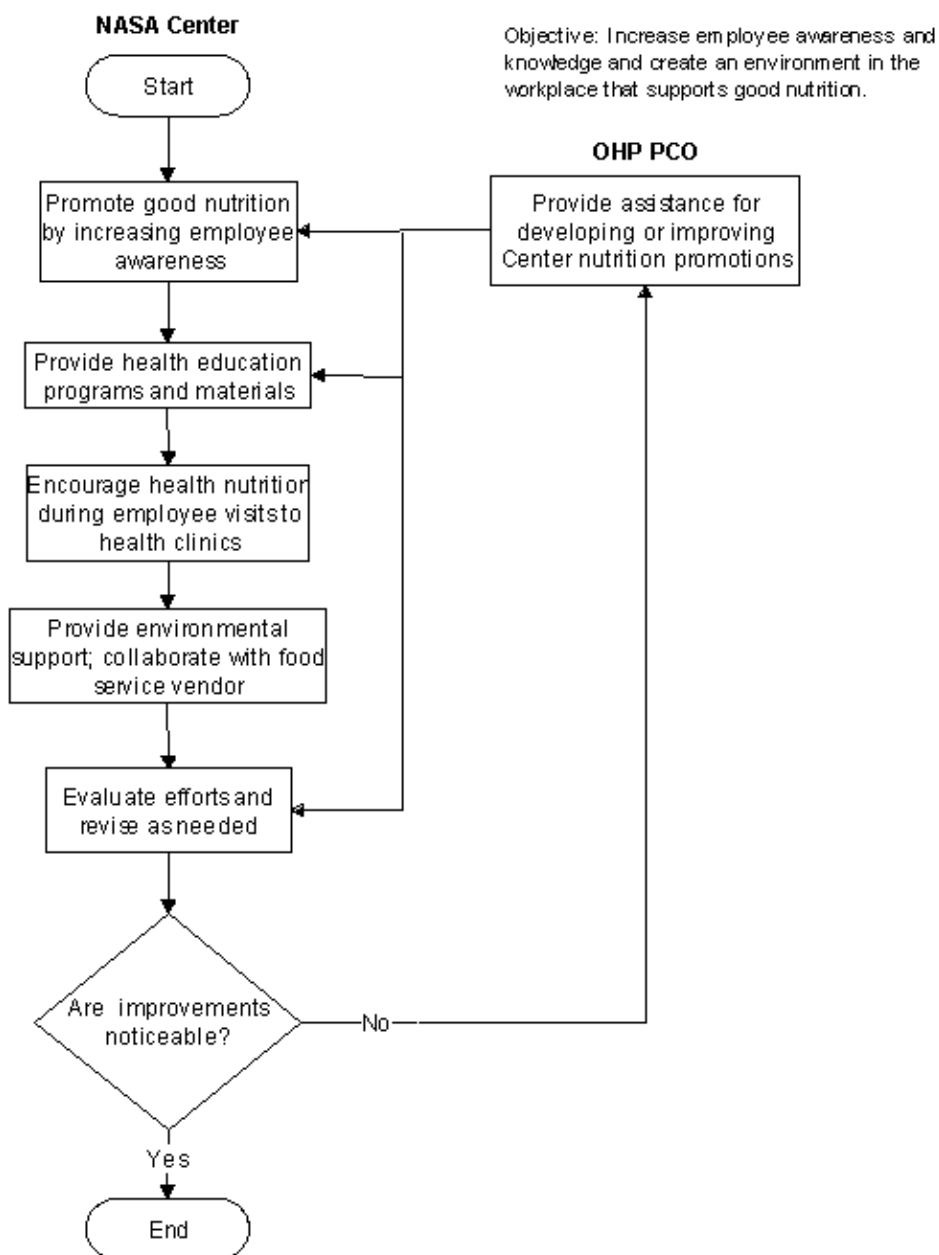 NASA Center
Start
Objective: Increase employee awareness and
knowledge and create an environment in the
workplace that supports good nutrition.
OHP PCO
Promote good nutrition
by increasing employee
awareness
Provide assistance for
developing or improving
Center nutrition promotions
Provide health education
programs and materials
Encourage health nutrition
during employee visits to
health clinics
Provide environmental
support; collaborate with food
service vendor
Evaluate efforts and
revise as needed
Are improvements
noticeable?
No
Yes
End